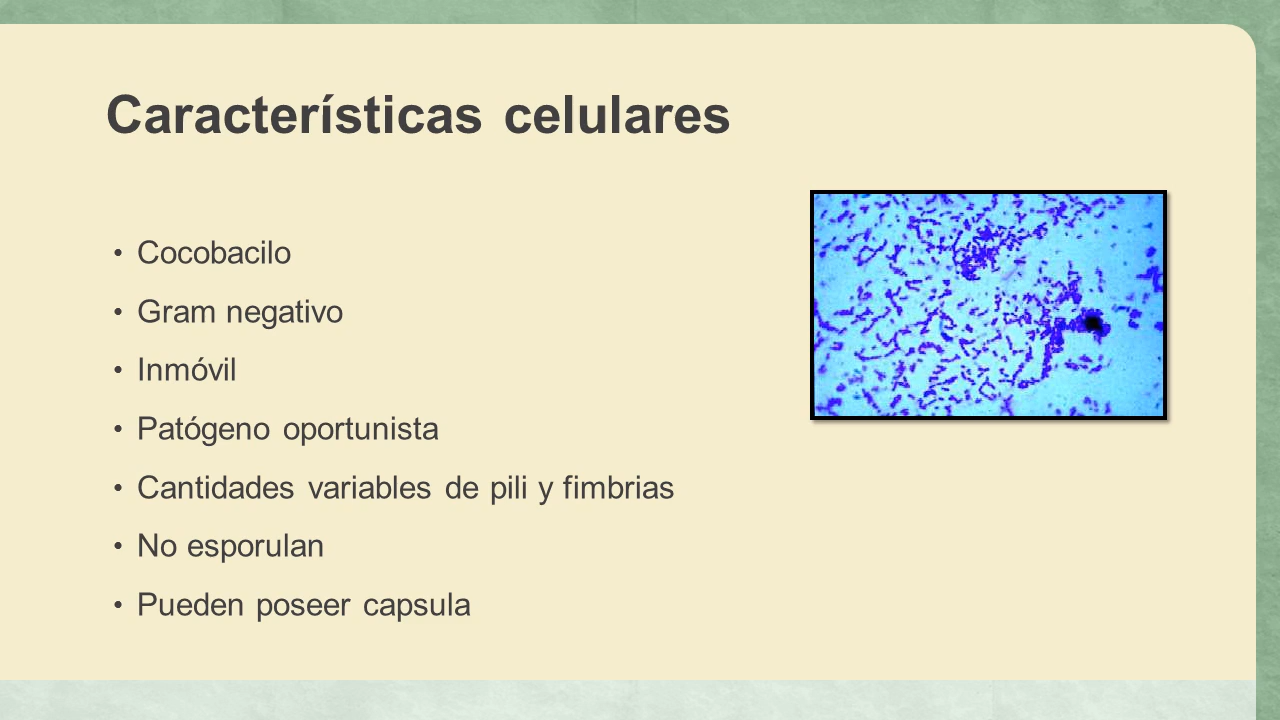 Características celulares
• Cocobacilo
• Gram negativo
• Inmóvil
• Patógeno oportunista
• Cantidades variables de pili y fimbrias
• No esporulan
• Pueden poseer capsula